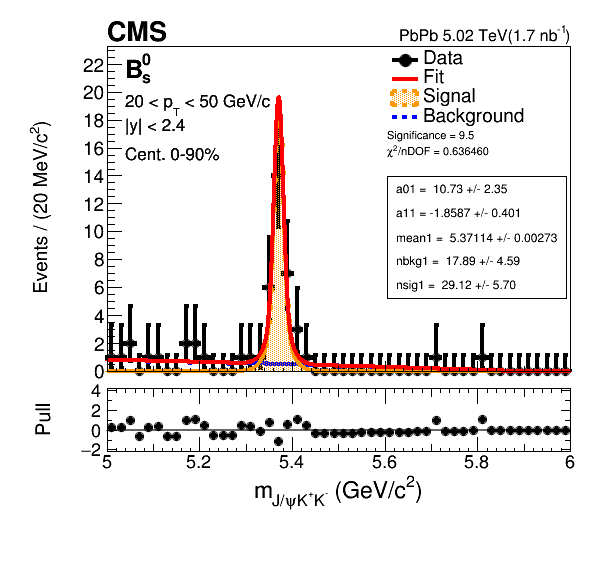 CMS
PbPb 5.02 TeV(1.7 nb⁻¹)
B⁰ₛ
20 < p_T < 50 GeV/c
|y| < 2.4
Cent. 0-90%
Data
Fit
Signal
Background
Significance = 9.5
χ²/nDOF = 0.636460
a01 = 10.73 +/- 2.35
a11 = -1.8587 +/- 0.401
mean1 = 5.37114 +/- 0.00273
nbkg1 = 17.89 +/- 4.59
nsig1 = 29.12 +/- 5.70
Events / (20 MeV/c²)
22
20
18
16
14
12
10
8
6
4
2
0
Pull
4
2
0
−2
5 5.2 5.4 5.6 5.8 6
m_{J/ψK⁺K⁻} (GeV/c²)